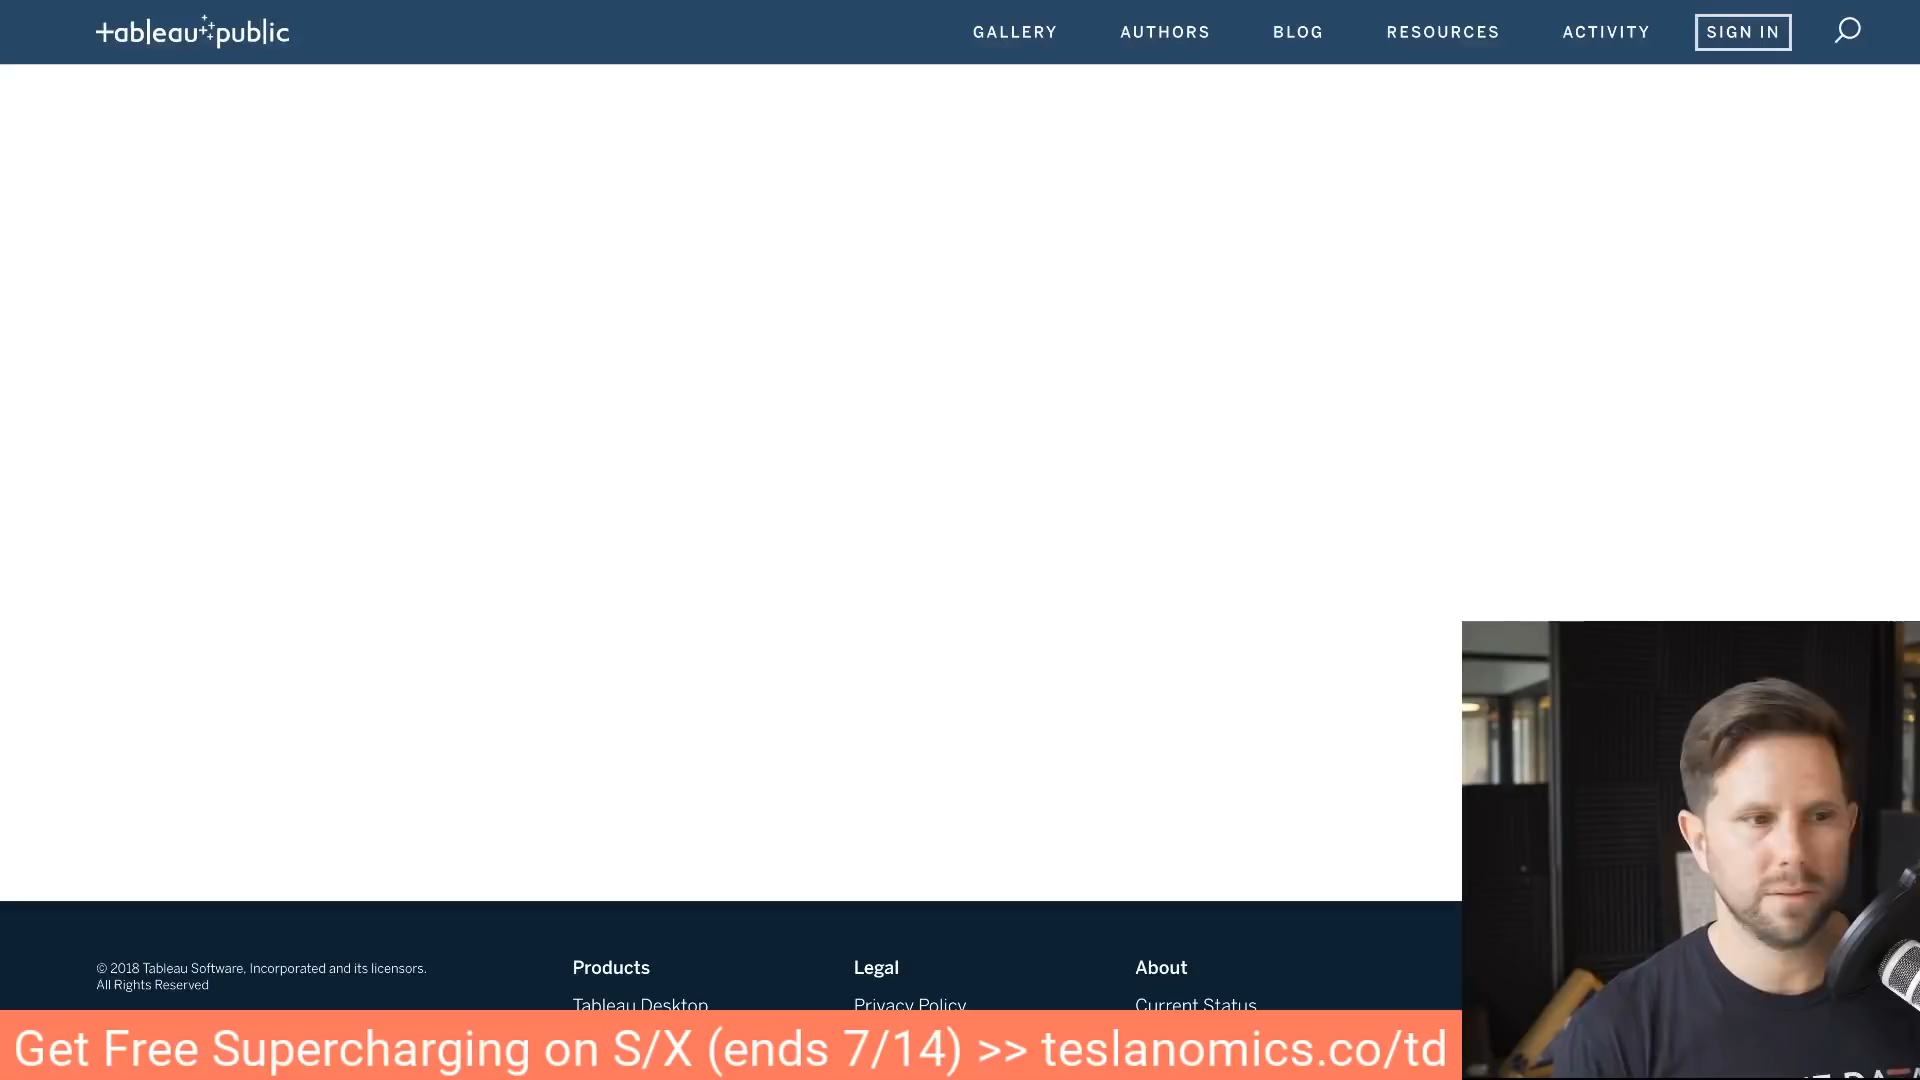 tableau public
GALLERY
AUTHORS
BLOG
RESOURCES
ACTIVITY
SIGN IN
© 2018 Tableau Software, Incorporated and its licensors.
All Rights Reserved
Products
Tableau Desktop
Legal
Privacy Policy
About
Current Status
Get Free Supercharging on S/X (ends 7/14) >> teslanomics.co/td